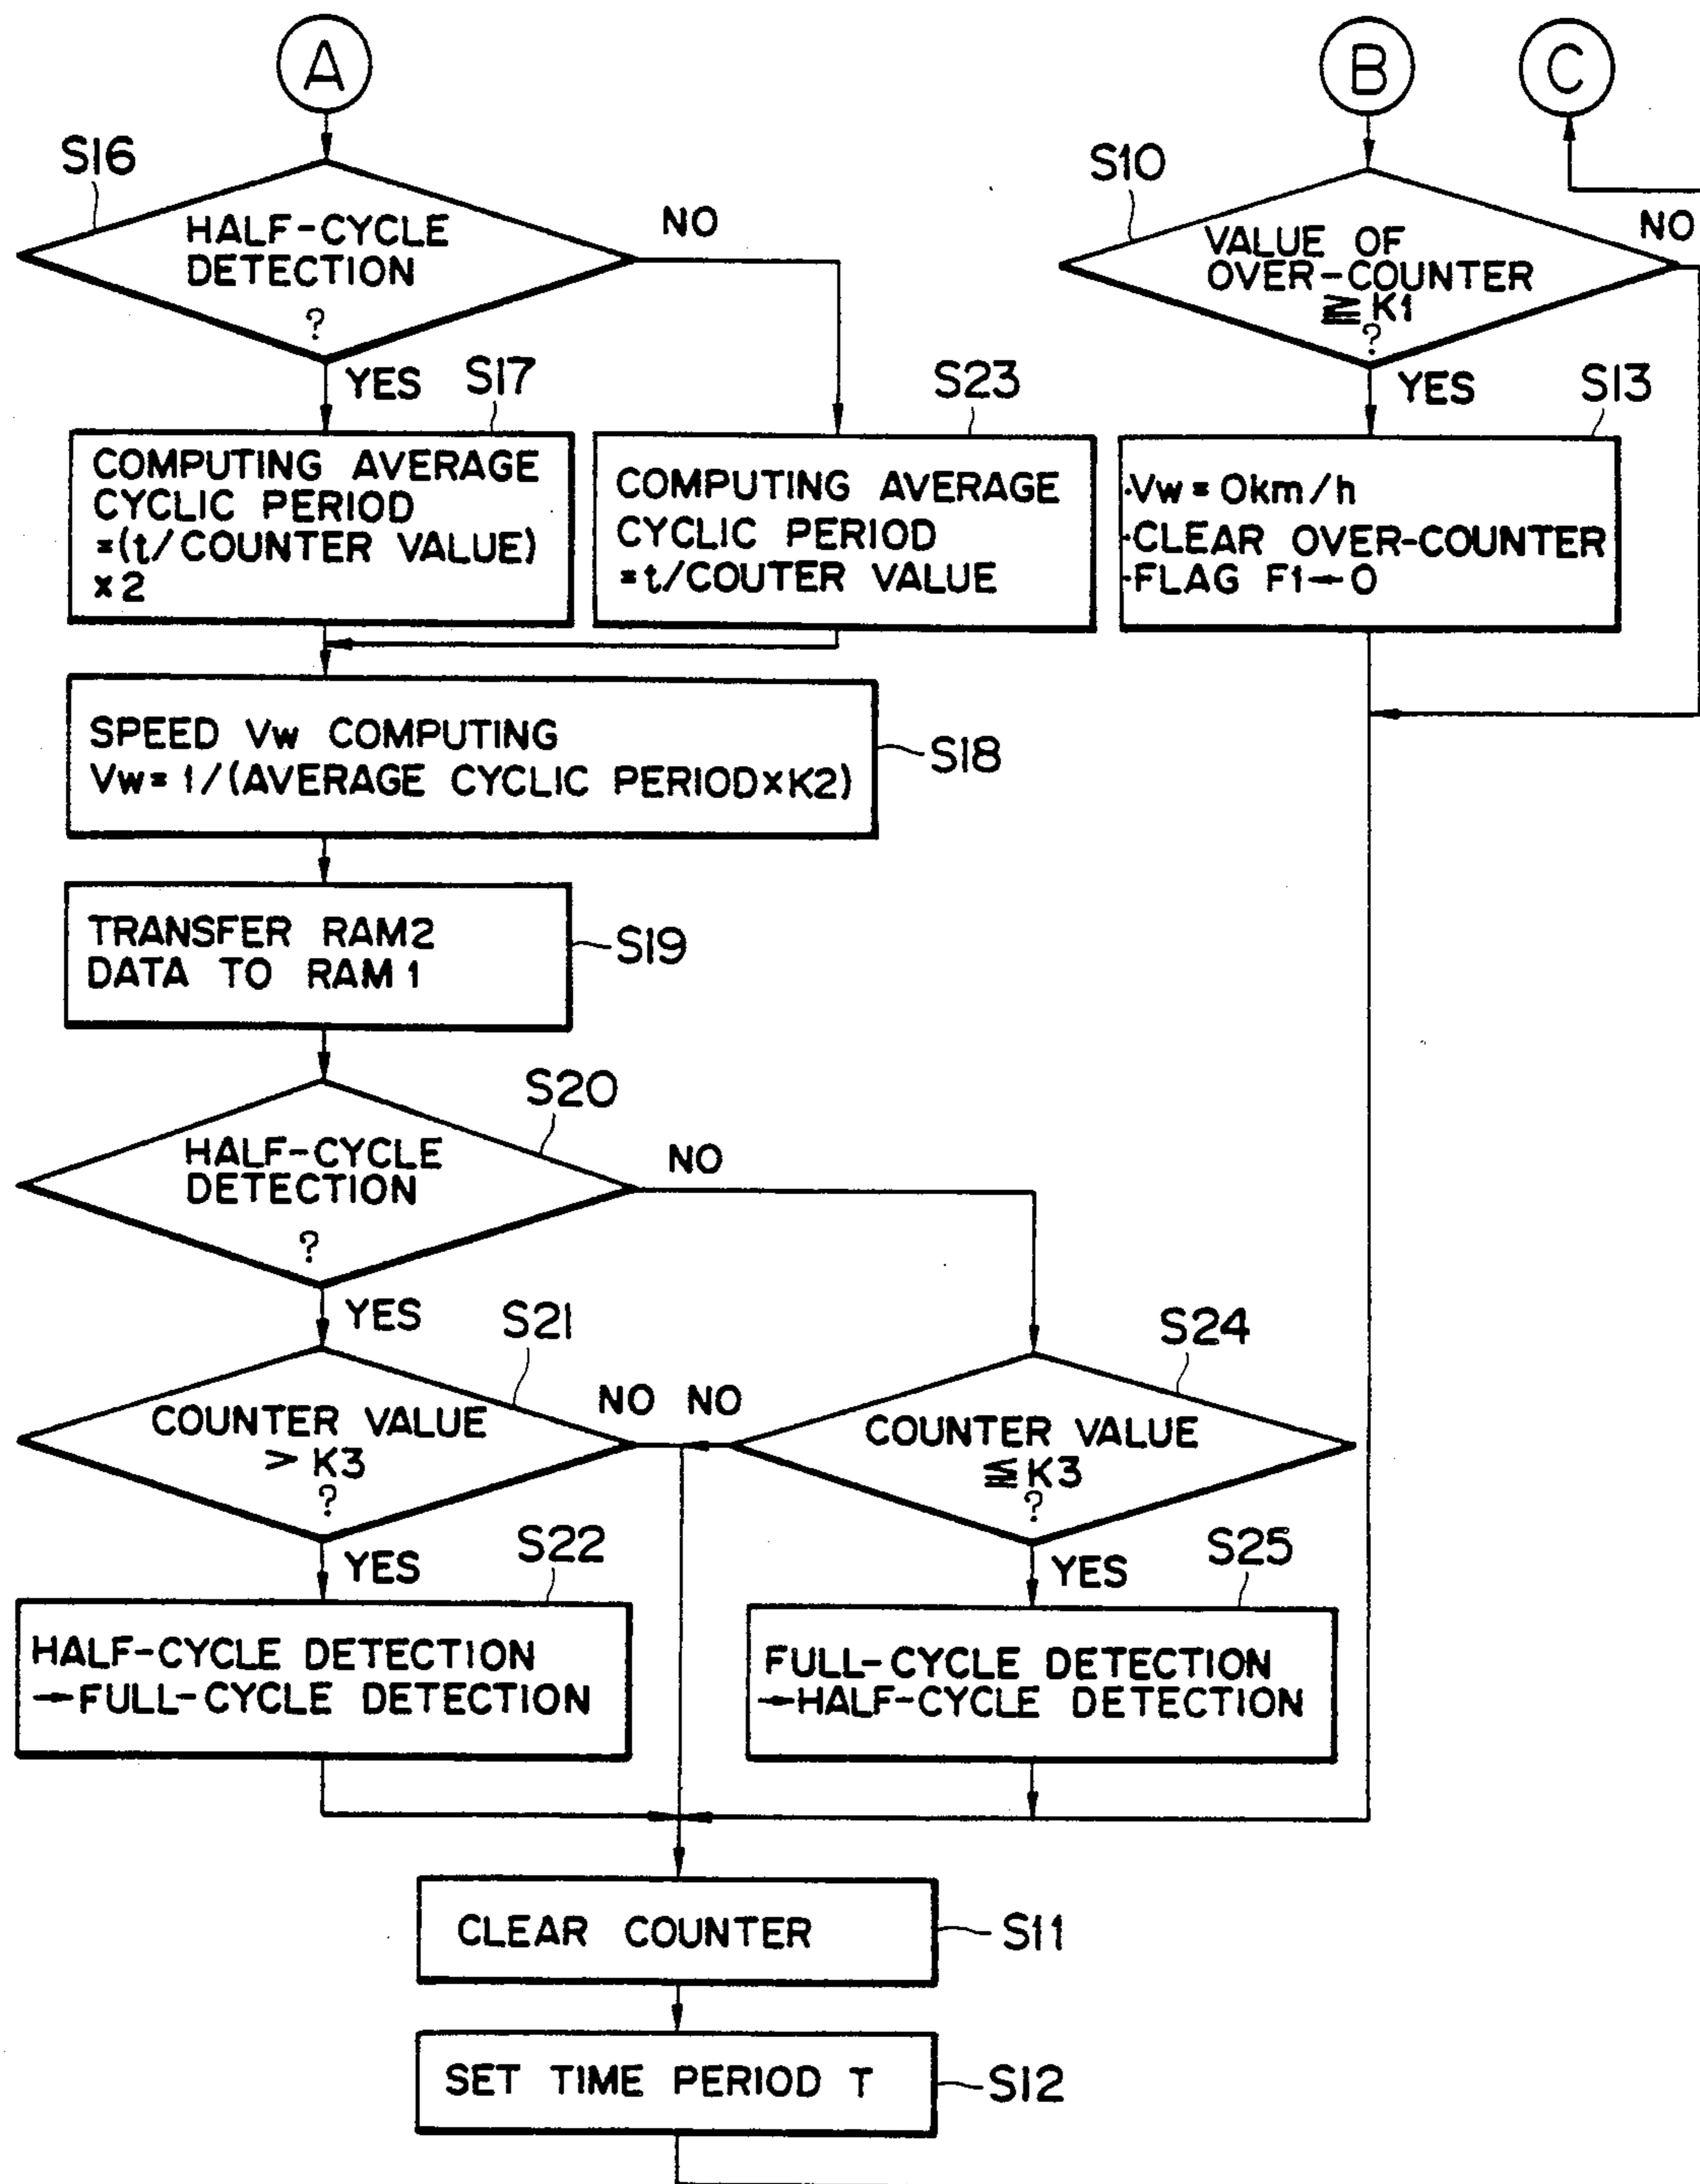 A
B
C
S16
HALF-CYCLE
DETECTION
?
NO
YES
S10
VALUE OF
OVER-COUNTER
≧ K1
?
NO
YES
S17
COMPUTING AVERAGE
CYCLIC PERIOD
=(t/COUNTER VALUE)
×2
S23
COMPUTING AVERAGE
CYCLIC PERIOD
=t/COUTER VALUE
S13
·Vw=0km/h
·CLEAR OVER-COUNTER
·FLAG F1←0
SPEED Vw COMPUTING
Vw=1/(AVERAGE CYCLIC PERIOD×K2)
S18
TRANSFER RAM2
DATA TO RAM1
S19
S20
HALF-CYCLE
DETECTION
?
NO
YES
S21
COUNTER VALUE
> K3
?
NO
YES
S24
COUNTER VALUE
≦K3
?
NO
YES
S22
HALF-CYCLE DETECTION
→FULL-CYCLE DETECTION
S25
FULL-CYCLE DETECTION
→HALF-CYCLE DETECTION
CLEAR COUNTER
S11
SET TIME PERIOD T
S12